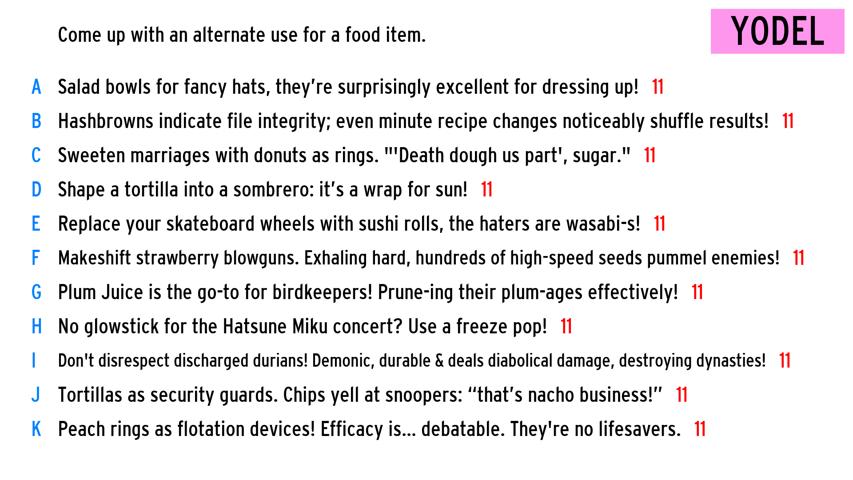 Come up with an alternate use for a food item.
YODEL
A Salad bowls for fancy hats, they're surprisingly excellent for dressing up! 11
B Hashbrowns indicate file integrity; even minute recipe changes noticeably shuffle results! 11
C Sweeten marriages with donuts as rings. "'Death dough us part', sugar." 11
D Shape a tortilla into a sombrero: it's a wrap for sun! 11
E Replace your skateboard wheels with sushi rolls, the haters are wasabi-s! 11
F Makeshift strawberry blowguns. Exhaling hard, hundreds of high-speed seeds pummel enemies! 11
G Plum Juice is the go-to for birdkeepers! Prune-ing their plum-ages effectively! 11
H No glowstick for the Hatsune Miku concert? Use a freeze pop! 11
I Don't disrespect discharged durians! Demonic, durable & deals diabolical damage, destroying dynasties! 11
J Tortillas as security guards. Chips yell at snoopers: “that’s nacho business!” 11
K Peach rings as flotation devices! Efficacy is... debatable. They're no lifesavers. 11